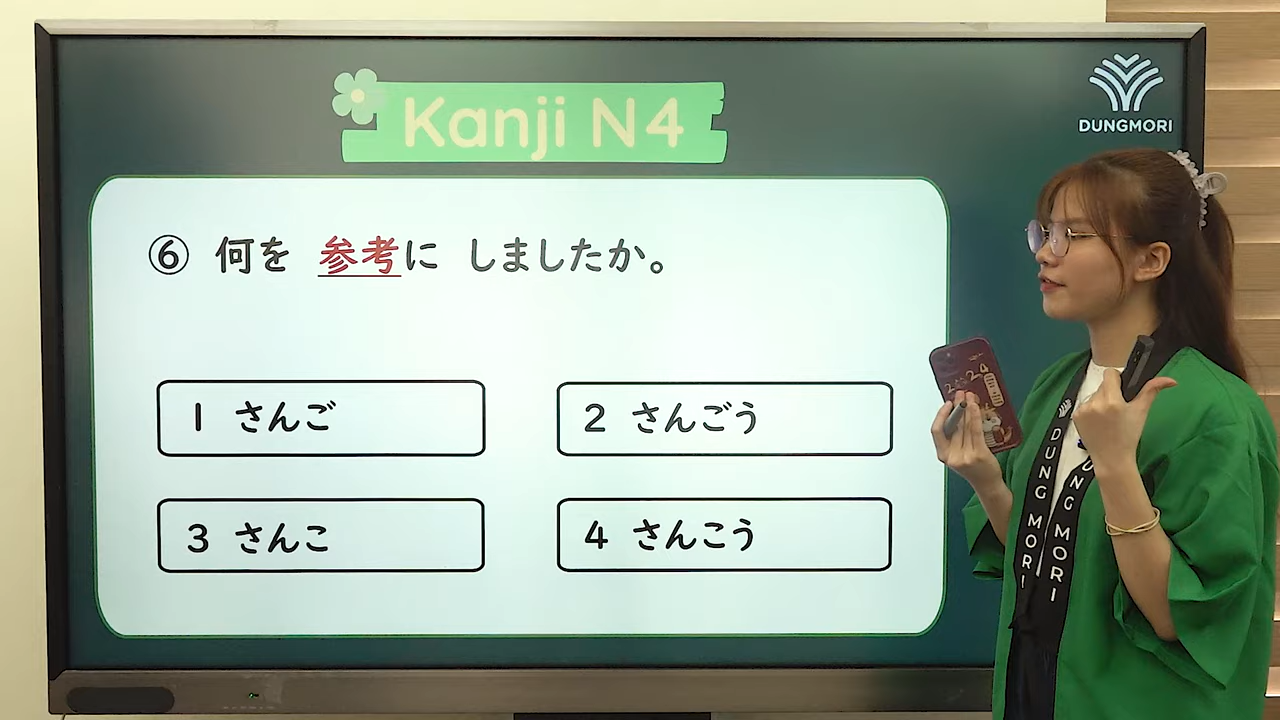 Kanji N4
DUNGMORI
⑥ 何を 参考に しましたか。
1 さんご
2 さんごう
3 さんこ
4 さんこう
DUNG MORI
DUNG MORI